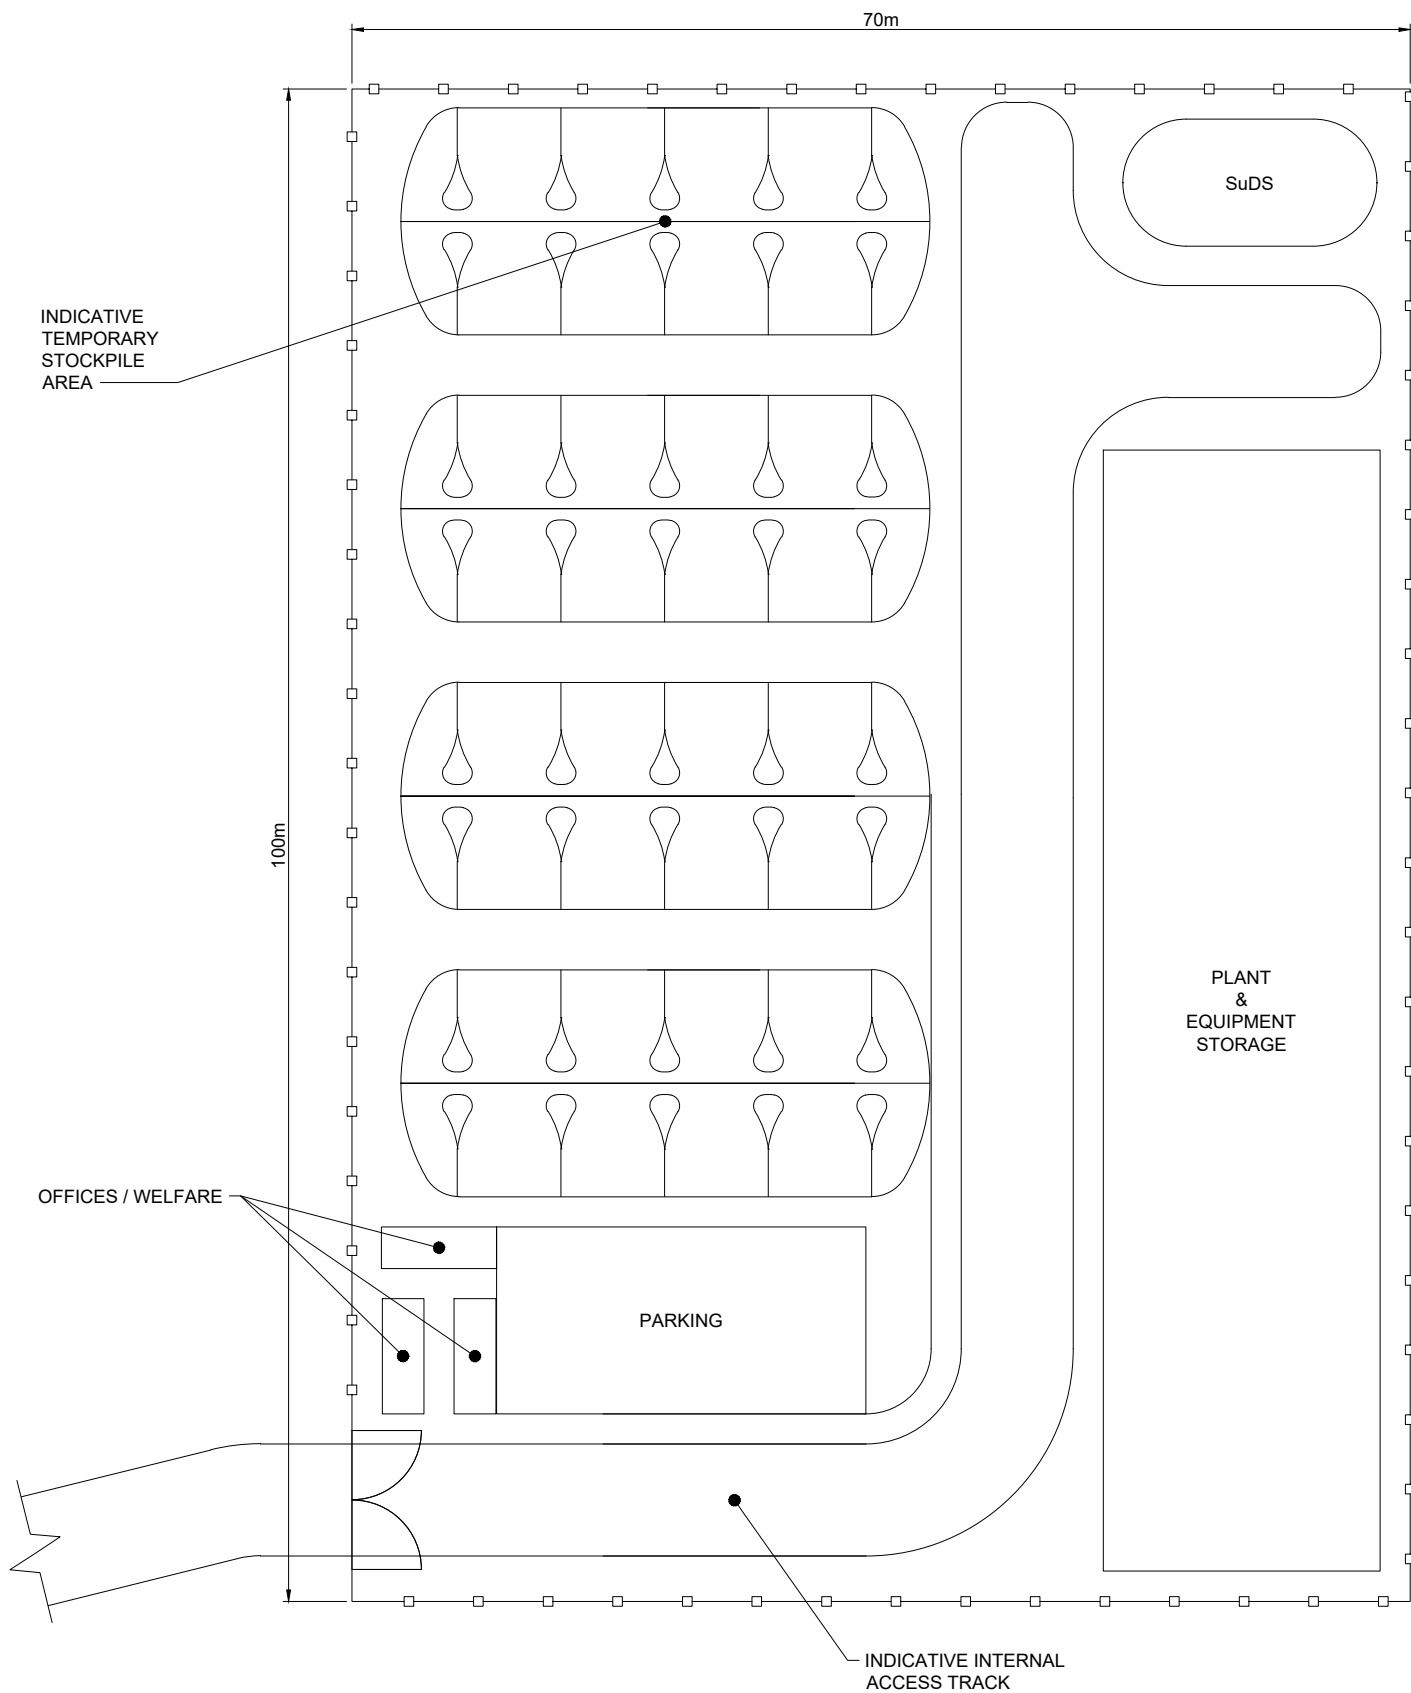 70m
SuDS
INDICATIVE
TEMPORARY
STOCKPILE
AREA
100m
PLANT
&
EQUIPMENT
STORAGE
OFFICES / WELFARE
PARKING
INDICATIVE INTERNAL
ACCESS TRACK